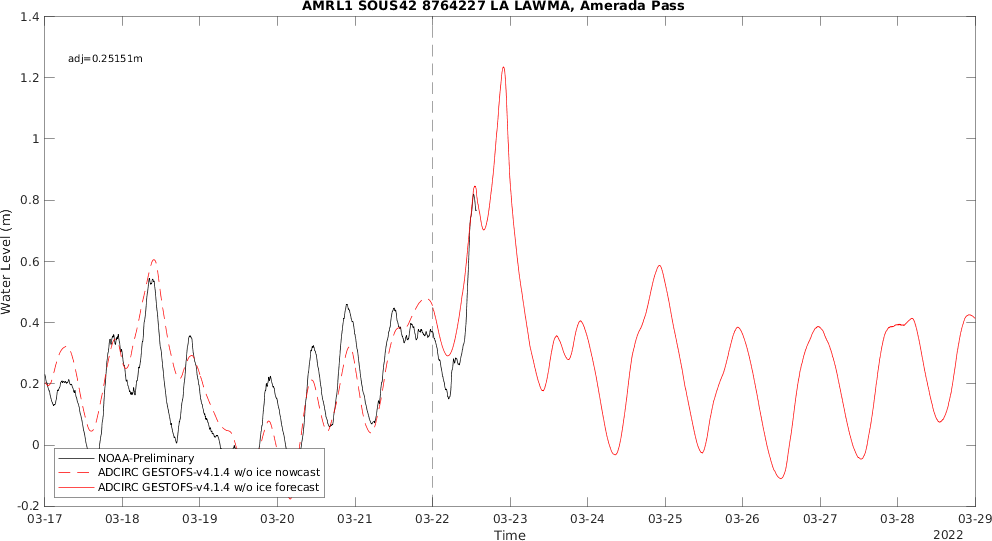 AMRL1 SOUS42 8764227 LA LAWMA, Amerada Pass
adj=0.25151m
1.4
1.2
1
0.8
0.6
0.4
0.2
0
-0.2
Water Level (m)
NOAA-Preliminary
ADCIRC GESTOFS-v4.1.4 w/o ice nowcast
ADCIRC GESTOFS-v4.1.4 w/o ice forecast
03-17 03-18 03-19 03-20 03-21 03-22 03-23 03-24 03-25 03-26 03-27 03-28 03-29
Time
2022